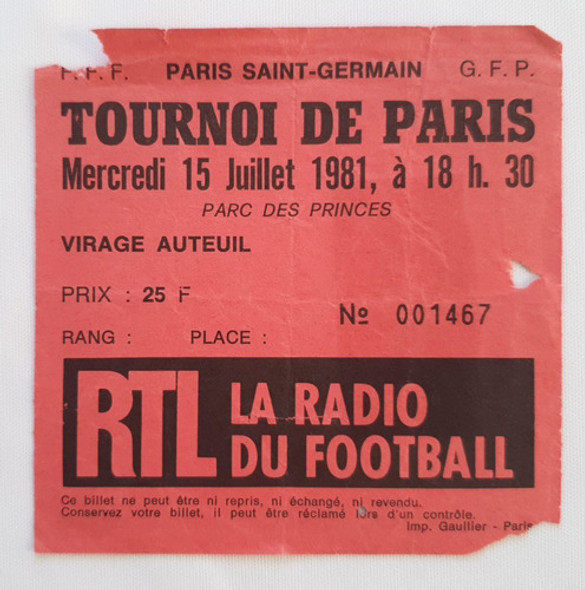 F.F.F. PARIS SAINT-GERMAIN G.F.P.
TOURNOI DE PARIS
Mercredi 15 Juillet 1981, à 18 h. 30
PARC DES PRINCES
VIRAGE AUTEUIL
PRIX : 25 F
Nº 001467
RANG : PLACE :
RTL LA RADIO
DU FOOTBALL
Ce billet ne peut être ni repris, ni échangé, ni revendu.
Conservez votre billet, il peut être réclamé lors d'un contrôle.
Imp. Gaullier - Paris